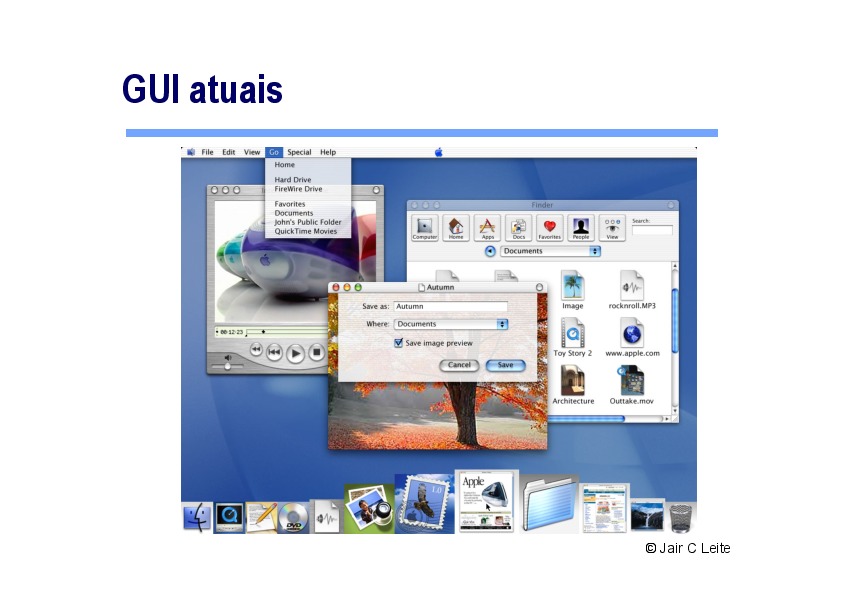 GUI atuais
File Edit View Go Special Help
Home
Hard Drive
FireWire Drive
Favorites
Documents
John's Public Folder
QuickTime Movies
00:12:23
Finder
Computer Home Apps Docs Favorites People View
Search:
Documents
Image rocknroll.MP3
Toy Story 2 www.apple.com
Architecture Outtake.mov
Autumn
Save as: Autumn
Where: Documents
Save image preview
Cancel Save
DVD
1.0
Apple
© Jair C Leite